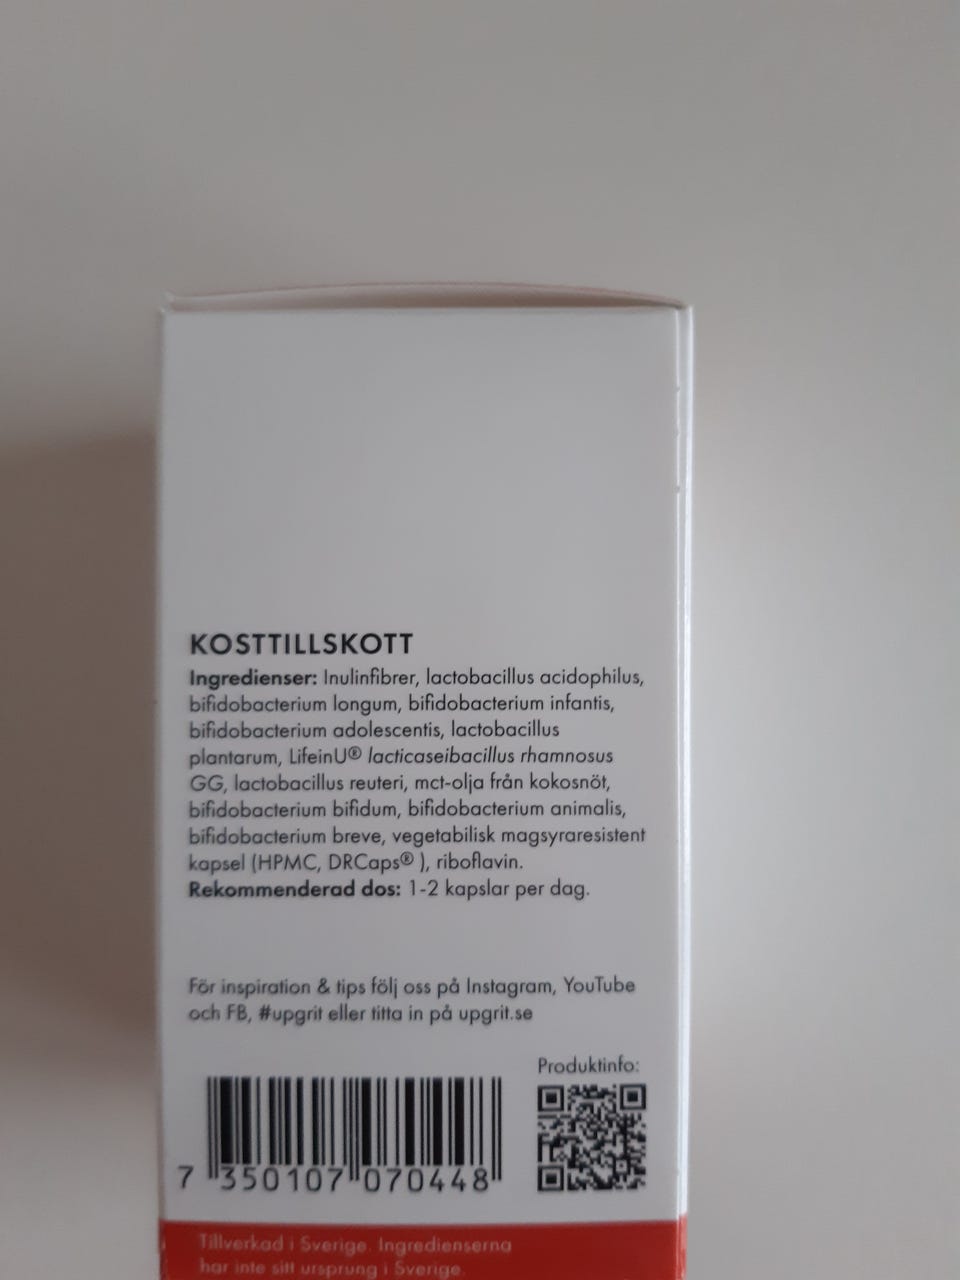 KOSTTILLSKOTT
Ingredienser: Inulinfibrer, lactobacillus acidophilus,
bifidobacterium longum, bifidobacterium infantis,
bifidobacterium adolescentis, lactobacillus
plantarum, LifeinU® lacticaseibacillus rhamnosus
GG, lactobacillus reuteri, mct-olja från kokosnöt,
bifidobacterium bifidum, bifidobacterium animalis,
bifidobacterium breve, vegetabilisk magsyraresistent
kapsel (HPMC, DRCaps® ), riboflavin.
Rekommenderad dos: 1-2 kapslar per dag.
För inspiration & tips följ oss på Instagram, YouTube
och FB, #upgrit eller titta in på upgrit.se
Produktinfo:
7 350107 070448
Tillverkad i Sverige. Ingredienserna
har inte sitt ursprung i Sverige.